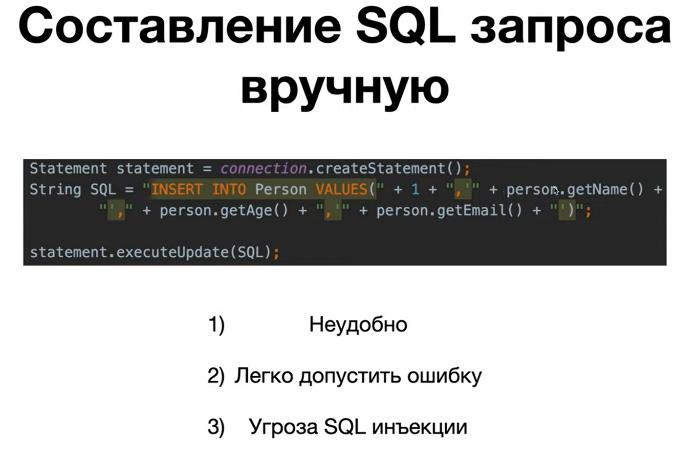 Составление SQL запроса
вручную
Statement statement = connection.createStatement();
String SQL = "INSERT INTO Person VALUES(" + 1 + ",'" + person.getName() +
"'," + person.getAge() + ",'" + person.getEmail() + "')";
statement.executeUpdate(SQL);
1) Неудобно
2) Легко допустить ошибку
3) Угроза SQL инъекции